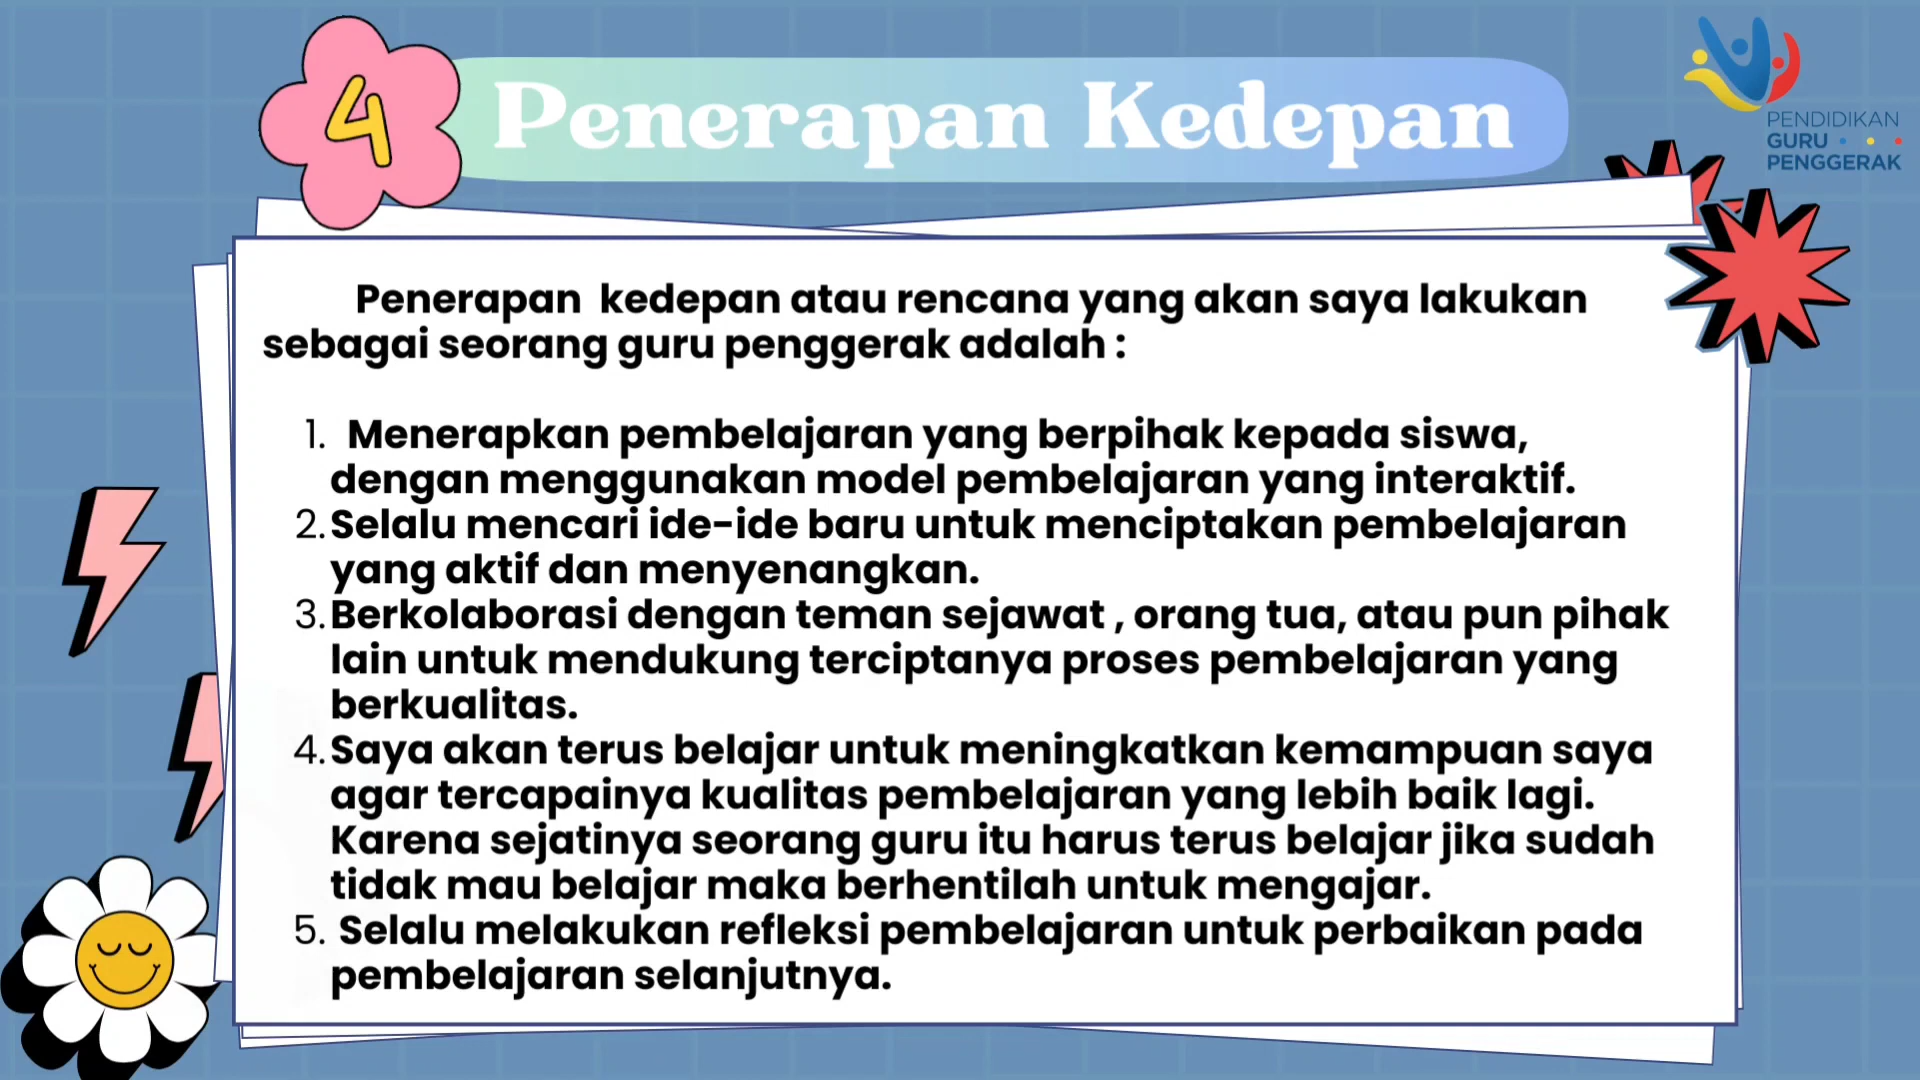 4
Penerapan Kedepan
PENDIDIKAN
GURU
PENGGERAK
Penerapan kedepan atau rencana yang akan saya lakukan
sebagai seorang guru penggerak adalah :
1. Menerapkan pembelajaran yang berpihak kepada siswa,
dengan menggunakan model pembelajaran yang interaktif.
2. Selalu mencari ide-ide baru untuk menciptakan pembelajaran
yang aktif dan menyenangkan.
3. Berkolaborasi dengan teman sejawat , orang tua, atau pun pihak
lain untuk mendukung terciptanya proses pembelajaran yang
berkualitas.
4. Saya akan terus belajar untuk meningkatkan kemampuan saya
agar tercapainya kualitas pembelajaran yang lebih baik lagi.
Karena sejatinya seorang guru itu harus terus belajar jika sudah
tidak mau belajar maka berhentilah untuk mengajar.
5. Selalu melakukan refleksi pembelajaran untuk perbaikan pada
pembelajaran selanjutnya.